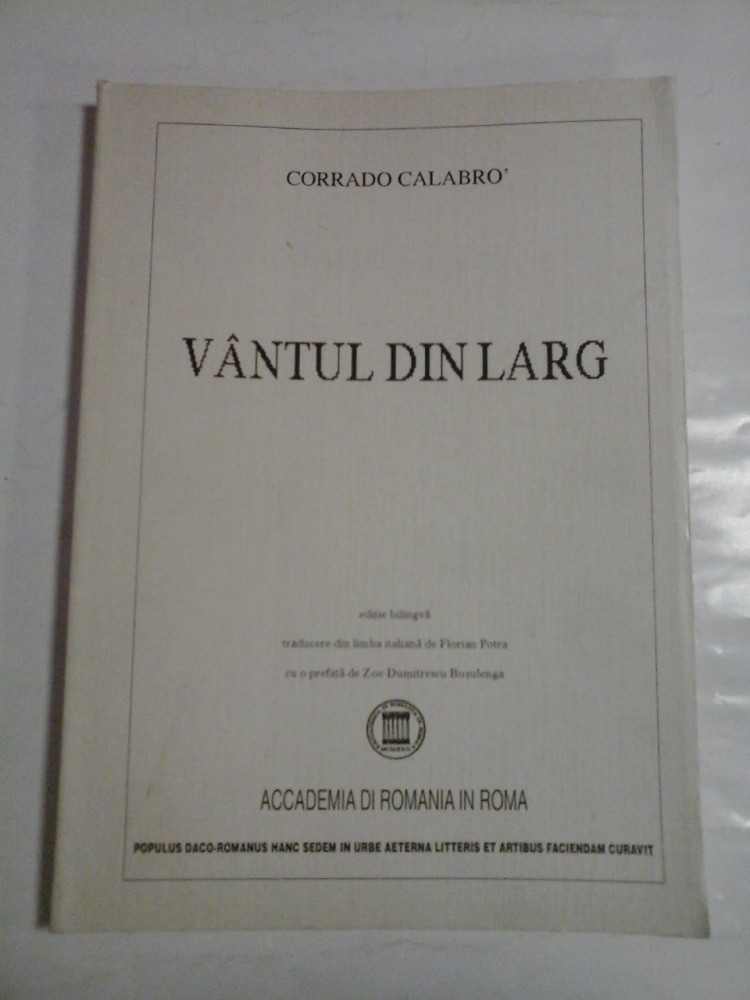 CORRADO CALABRO'
VÂNTUL DIN LARG
ediție bilingvă
traducere din limba italiană de Florian Potra
cu o prefață de Zoe Dumitrescu Bușulenga
ACCADEMIA DI ROMANIA IN ROMA
POPULUS DACO-ROMANUS HANC SEDEM IN URBE AETERNA LITTERIS ET ARTIBUS FACIENDAM CURAVIT